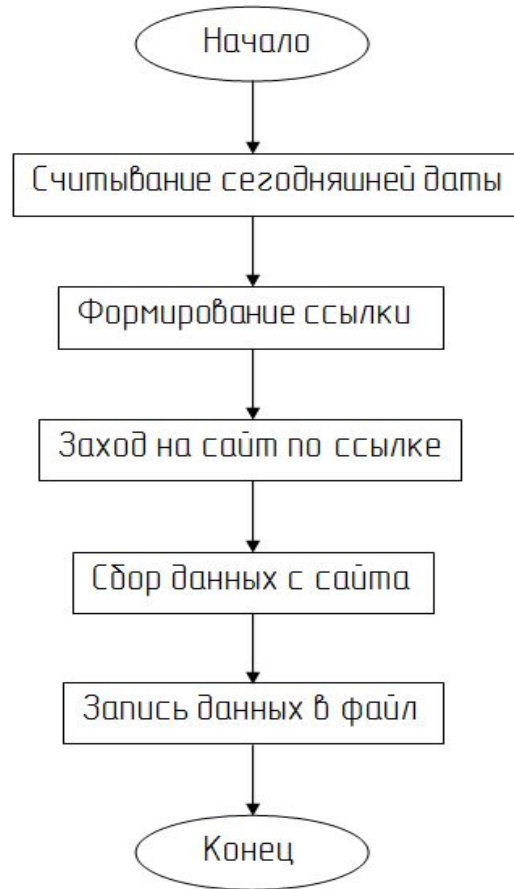 Начало
Считывание сегодняшней даты
Формирование ссылки
Заход на сайт по ссылке
Сбор данных с сайта
Запись данных в файл
Конец